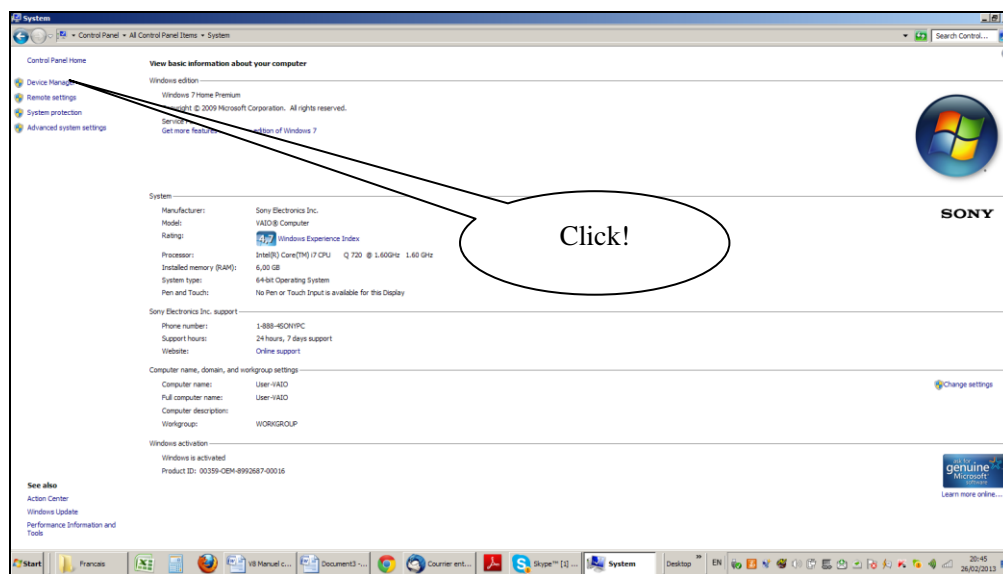 System
Control Panel All Control Panel Items System
Search Control...
Control Panel Home
Device Manager
Remote settings
System protection
Advanced system settings
View basic information about your computer
Windows edition
Windows 7 Home Premium
Copyright © 2009 Microsoft Corporation. All rights reserved.
Service
Get more features edition of Windows 7
System
Manufacturer: Sony Electronics Inc.
Model: VAIO® Computer
Rating: 4,7 Windows Experience Index
Processor: Intel(R) Core(TM) i7 CPU Q 720 @ 1.60GHz 1.60 GHz
Installed memory (RAM): 6,00 GB
System type: 64-bit Operating System
Pen and Touch: No Pen or Touch Input is available for this Display
SONY
Click!
Sony Electronics Inc. support
Phone number: 1-888-4SONYPC
Support hours: 24 hours, 7 days support
Website: Online support
Computer name, domain, and workgroup settings
Computer name: User-VAIO
Change settings
Full computer name: User-VAIO
Computer description:
Workgroup: WORKGROUP
Windows activation
Windows is activated
Product ID: 00359-OEM-8992687-00016
ask for
genuine
Microsoft
software
Learn more online...
See also
Action Center
Windows Update
Performance Information and
Tools
Start Francais V8 Manuel c... Document3 -... Courrier ent... Skype™ [1] ... System Desktop » EN 20:45
26/02/2013